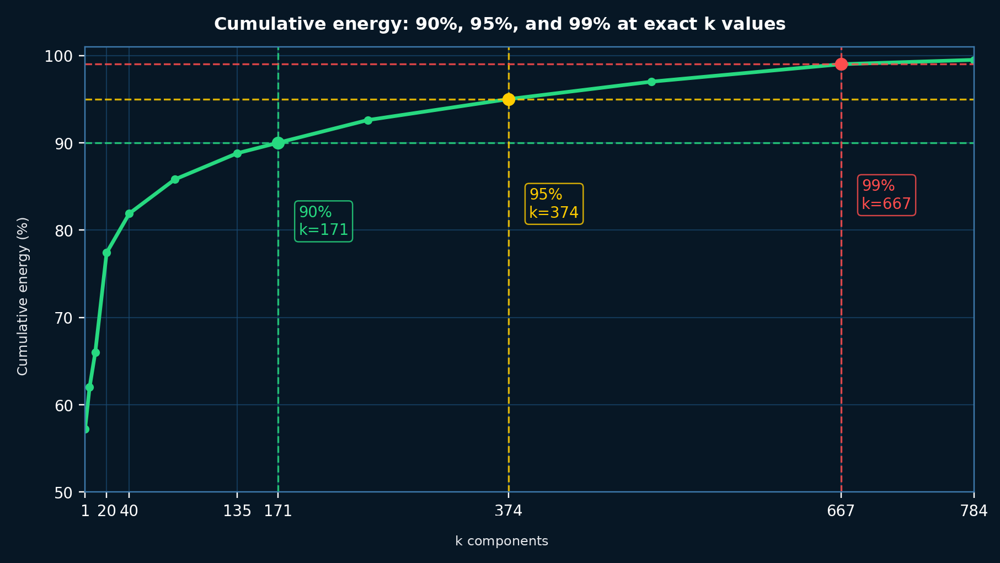 Cumulative energy: 90%, 95%, and 99% at exact k values
Cumulative energy (%)
100
90
80
70
60
50
90%
k=171
95%
k=374
99%
k=667
1 20 40 135 171 374 667 784
k components